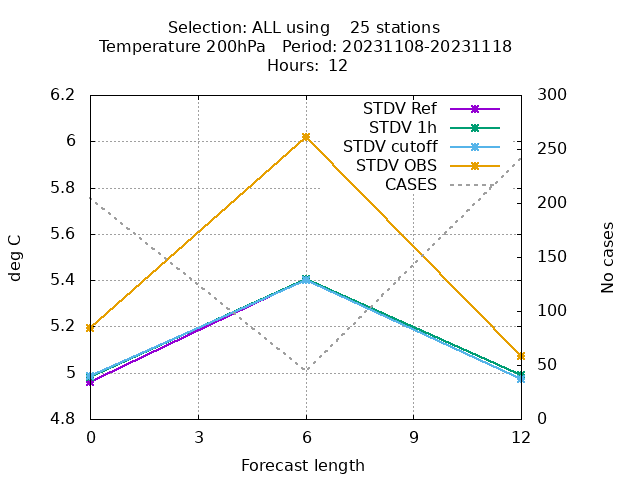 Selection: ALL using    25 stations
Temperature 200hPa   Period: 20231108-20231118
Hours:  12
STDV Ref
STDV 1h
STDV cutoff
STDV OBS
CASES
6.2
6
5.8
5.6
5.4
5.2
5
4.8
deg C
300
250
200
150
100
50
0
No cases
0 3 6 9 12
Forecast length